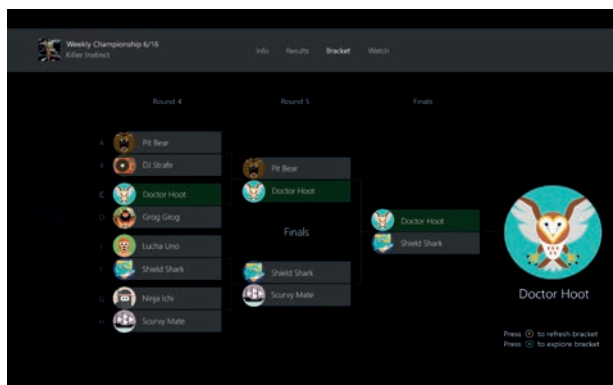 Weekly Championship 6/16
Killer Instinct
Info Results Bracket Watch
Round 4 Round 5 Finals
A Pit Bear
B DJ Strafe
C Doctor Hoot
D Grog Grog
Lucha Uno
Shield Shark
G Ninja Ichi
H Scurvy Mate
Pit Bear
Doctor Hoot
Finals
Shield Shark
Scurvy Mate
Doctor Hoot
Shield Shark
Doctor Hoot
Press to refresh bracket
Press to explore bracket